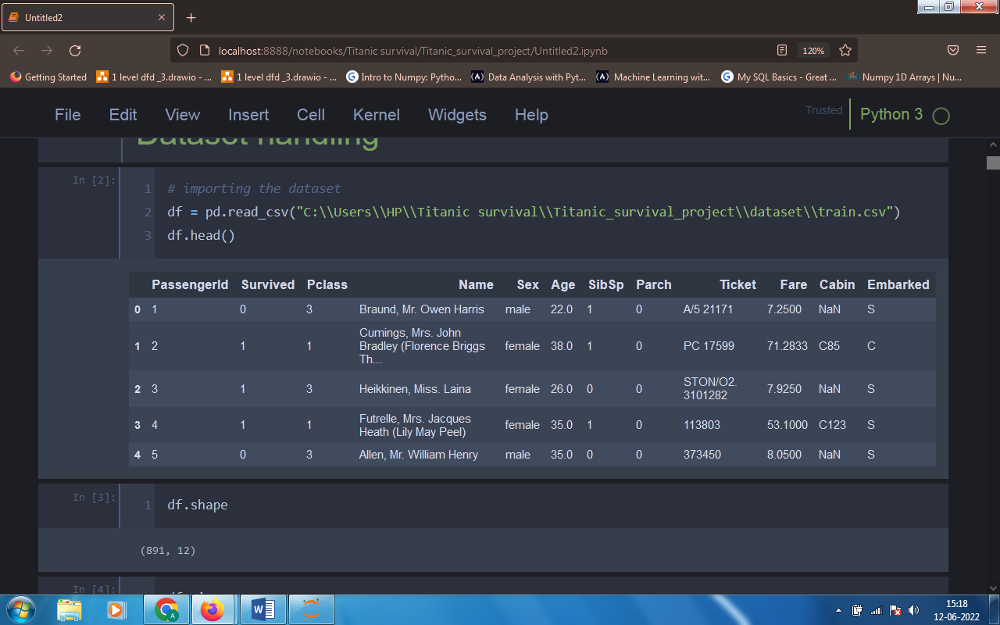 Untitled2
localhost:8888/notebooks/Titanic survival/Titanic_survival_project/Untitled2.ipynb 120%
Getting Started 1 level dfd _3.drawio - ... 1 level dfd _3.drawio - ... Intro to Numpy: Pytho... Data Analysis with Pyt... Machine Learning wit... My SQL Basics - Great ... Numpy 1D Arrays | Nu...
File Edit View Insert Cell Kernel Widgets Help Trusted Python 3
Dataset handling
In [2]:
1 # importing the dataset
2 df = pd.read_csv("C:\\Users\\HP\\Titanic survival\\Titanic_survival_project\\dataset\\train.csv")
3 df.head()
PassengerId Survived Pclass Name Sex Age SibSp Parch Ticket Fare Cabin Embarked
0 1 0 3 Braund, Mr. Owen Harris male 22.0 1 0 A/5 21171 7.2500 NaN S
1 2 1 1 Cumings, Mrs. John Bradley (Florence Briggs Th... female 38.0 1 0 PC 17599 71.2833 C85 C
2 3 1 3 Heikkinen, Miss. Laina female 26.0 0 0 STON/O2. 3101282 7.9250 NaN S
3 4 1 1 Futrelle, Mrs. Jacques Heath (Lily May Peel) female 35.0 1 0 113803 53.1000 C123 S
4 5 0 3 Allen, Mr. William Henry male 35.0 0 0 373450 8.0500 NaN S
In [3]:
1 df.shape
(891, 12)
In [4]:
15:18
12-06-2022